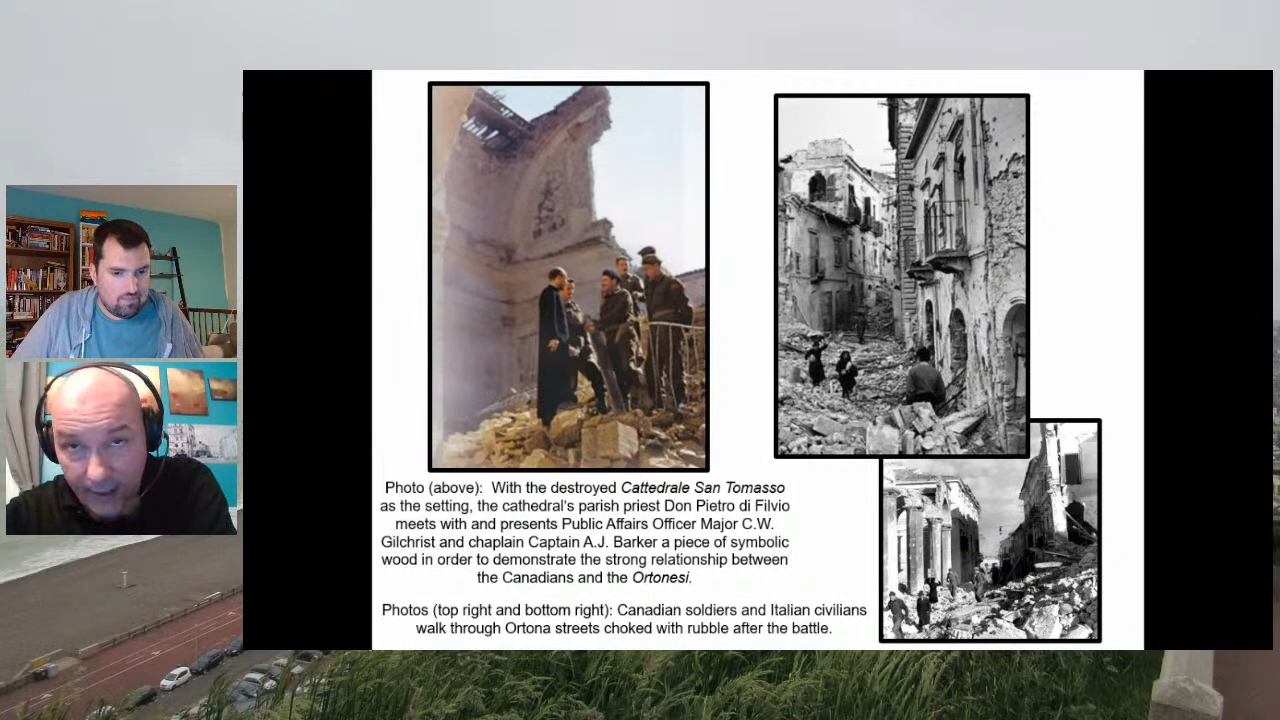 Photo (above): With the destroyed Cattedrale San Tomasso
as the setting, the cathedral's parish priest Don Pietro di Filvio
meets with and presents Public Affairs Officer Major C.W.
Gilchrist and chaplain Captain A.J. Barker a piece of symbolic
wood in order to demonstrate the strong relationship between
the Canadians and the Ortonesi.
Photos (top right and bottom right): Canadian soldiers and Italian civilians
walk through Ortona streets choked with rubble after the battle.